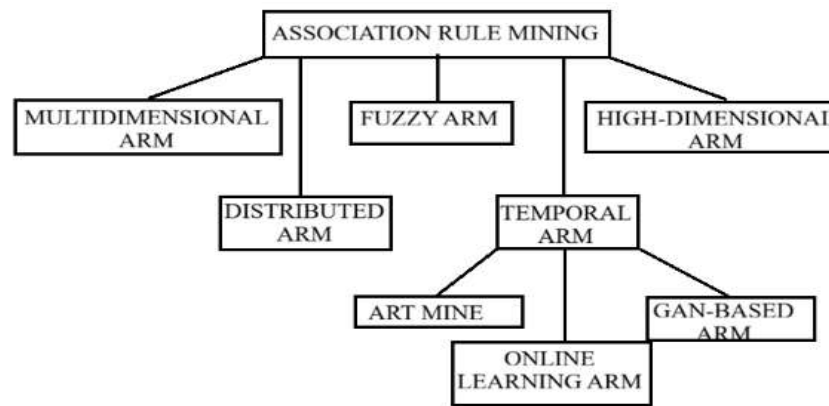 ASSOCIATION RULE MINING
MULTIDIMENSIONAL
ARM
FUZZY ARM
HIGH-DIMENSIONAL
ARM
DISTRIBUTED
ARM
TEMPORAL
ARM
ART MINE
GAN-BASED
ARM
ONLINE
LEARNING ARM